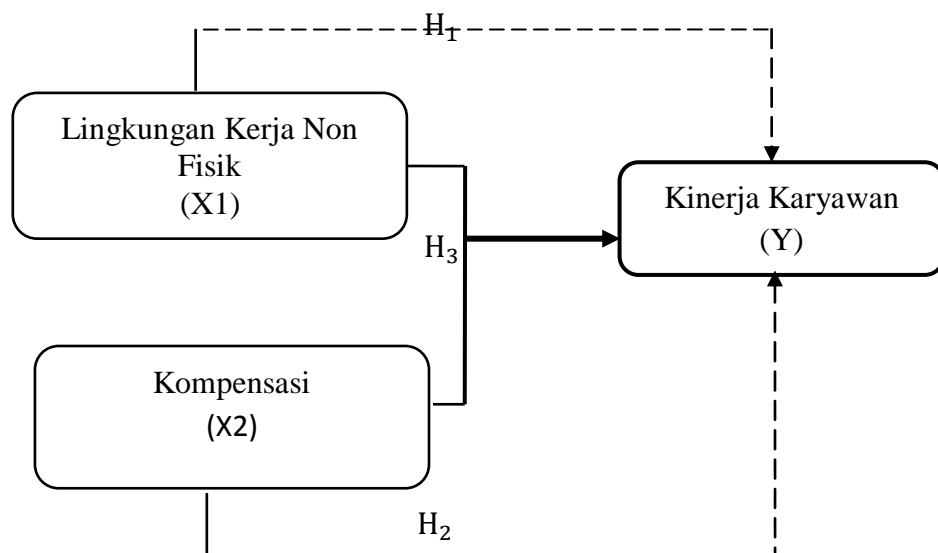 H₁
Lingkungan Kerja Non
Fisik
(X1)
Kinerja Karyawan
(Y)
H₃
Kompensasi
(X2)
H₂